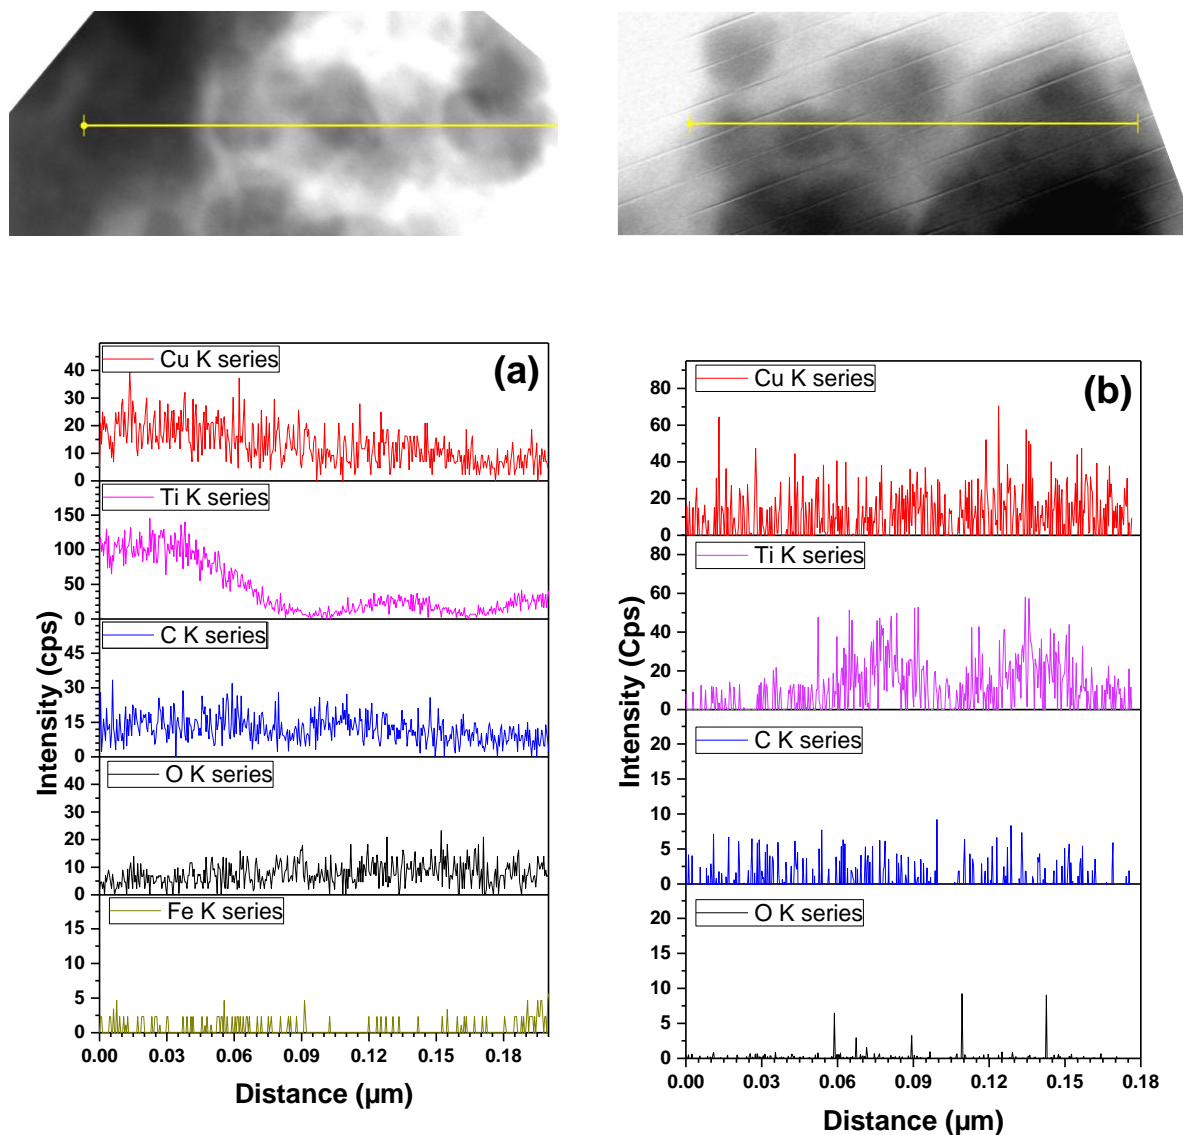 (a)
Cu K series
40
30
20
10
0
Ti K series
150
100
50
0
C K series
45
30
15
0
O K series
40
30
20
10
0
Fe K series
15
10
5
0
0.00 0.03 0.06 0.09 0.12 0.15 0.18
Intensity (cps)
Distance (µm)
(b)
Cu K series
80
60
40
20
0
Ti K series
80
60
40
20
0
C K series
20
15
10
5
0
O K series
20
15
10
5
0
0.00 0.03 0.06 0.09 0.12 0.15 0.18
Intensity (Cps)
Distance (µm)